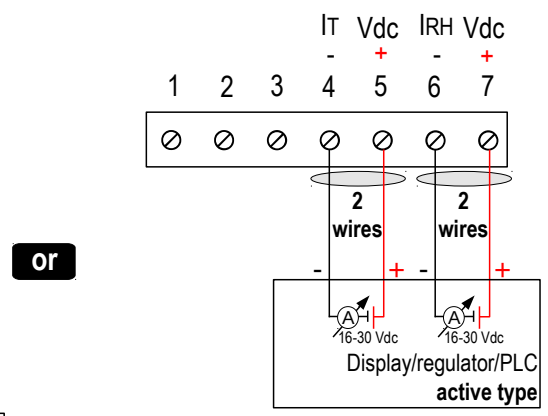 IT Vdc IRH Vdc
- + - +
1 2 3 4 5 6 7
2 wires 2 wires
or
- + - +
A A
16-30 Vdc 16-30 Vdc
Display/regulator/PLC
active type